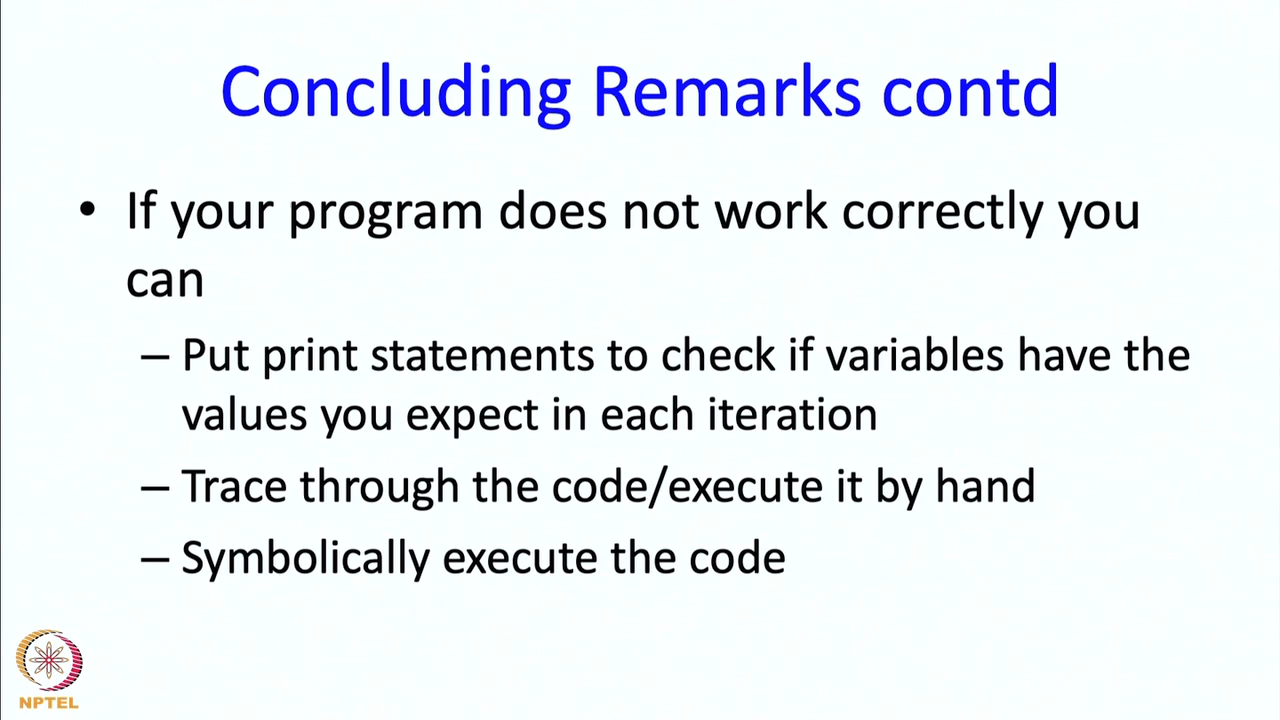 Concluding Remarks contd
• If your program does not work correctly you
can
– Put print statements to check if variables have the
values you expect in each iteration
– Trace through the code/execute it by hand
– Symbolically execute the code
NPTEL